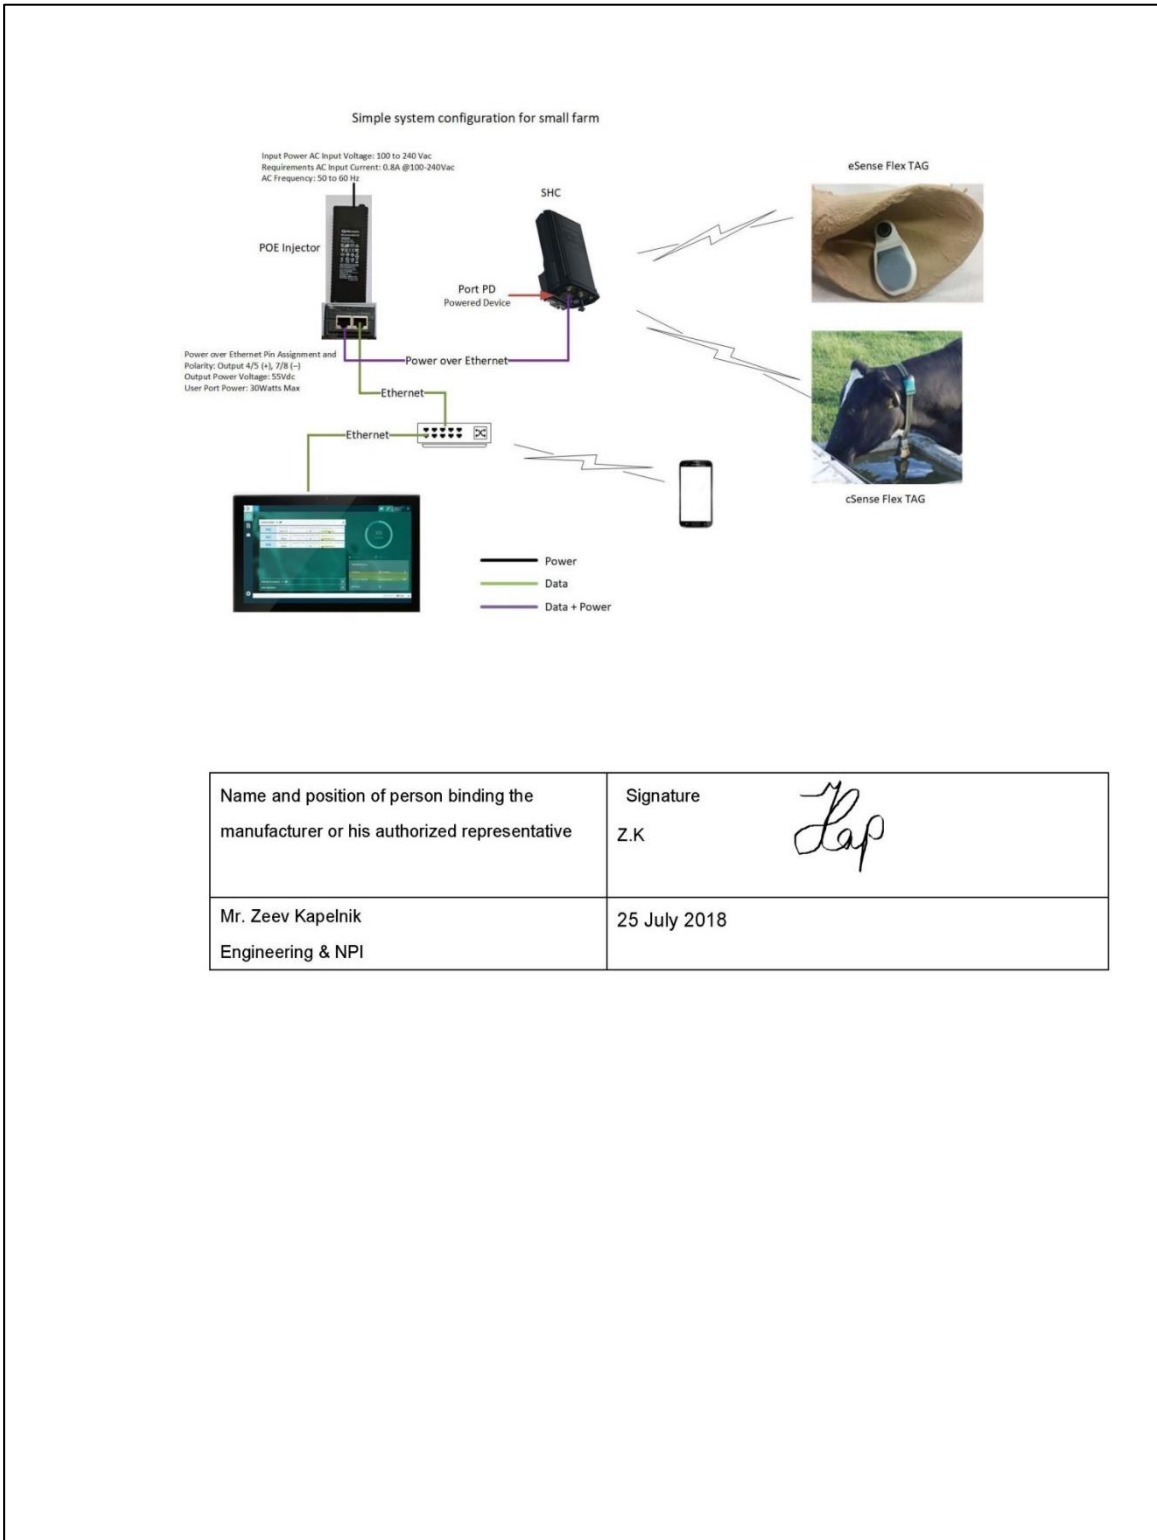 Simple system configuration for small farm
Input Power AC Input Voltage: 100 to 240 Vac
Requirements AC Input Current: 0.8A @100-240Vac
AC Frequency: 50 to 60 Hz
eSense Flex TAG
SHC
POE Injector
Port PD
Powered Device
Power over Ethernet Pin Assignment and
Polarity: Output 4/5 (+), 7/8 (–)
Output Power Voltage: 55Vdc
User Port Power: 30Watts Max
Power over Ethernet
Ethernet
Ethernet
cSense Flex TAG
Power
Data
Data + Power
Name and position of person binding the
manufacturer or his authorized representative
Signature
Z.K
Mr. Zeev Kapelnik
Engineering & NPI
25 July 2018